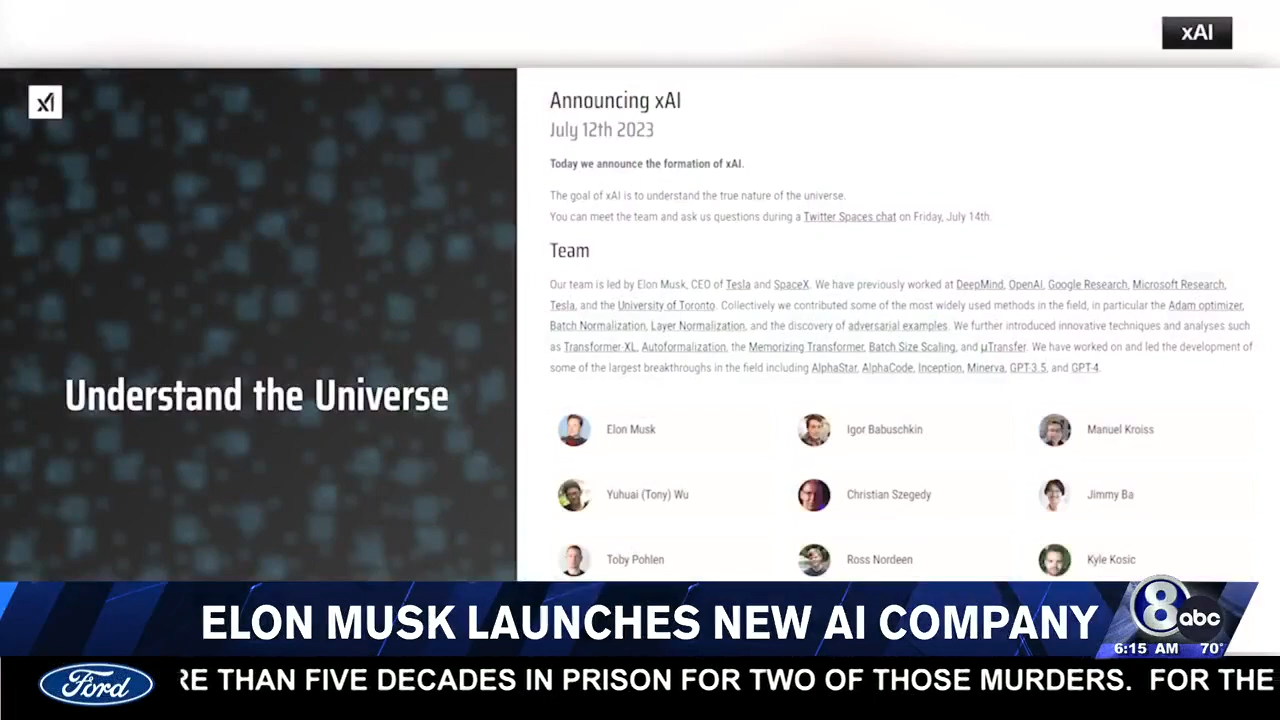 xAI
xI
Understand the Universe
Announcing xAI
July 12th 2023
Today we announce the formation of xAI.
The goal of xAI is to understand the true nature of the universe.
You can meet the team and ask us questions during a Twitter Spaces chat on Friday, July 14th.
Team
Our team is led by Elon Musk, CEO of Tesla and SpaceX. We have previously worked at DeepMind, OpenAI, Google Research, Microsoft Research,
Tesla, and the University of Toronto. Collectively we contributed some of the most widely used methods in the field, in particular the Adam optimizer,
Batch Normalization, Layer Normalization, and the discovery of adversarial examples. We further introduced innovative techniques and analyses such
as Transformer-XL, Autoformalization, the Memorizing Transformer, Batch Size Scaling, and μTransfer. We have worked on and led the development of
some of the largest breakthroughs in the field including AlphaStar, AlphaCode, Inception, Minerva, GPT-3.5, and GPT-4.
Elon Musk
Igor Babuschkin
Manuel Kroiss
Yuhuai (Tony) Wu
Christian Szegedy
Jimmy Ba
Toby Pohlen
Ross Nordeen
Kyle Kosic
ELON MUSK LAUNCHES NEW AI COMPANY
8 abc
6:15 AM 70°
Ford
RE THAN FIVE DECADES IN PRISON FOR TWO OF THOSE MURDERS. FOR THE